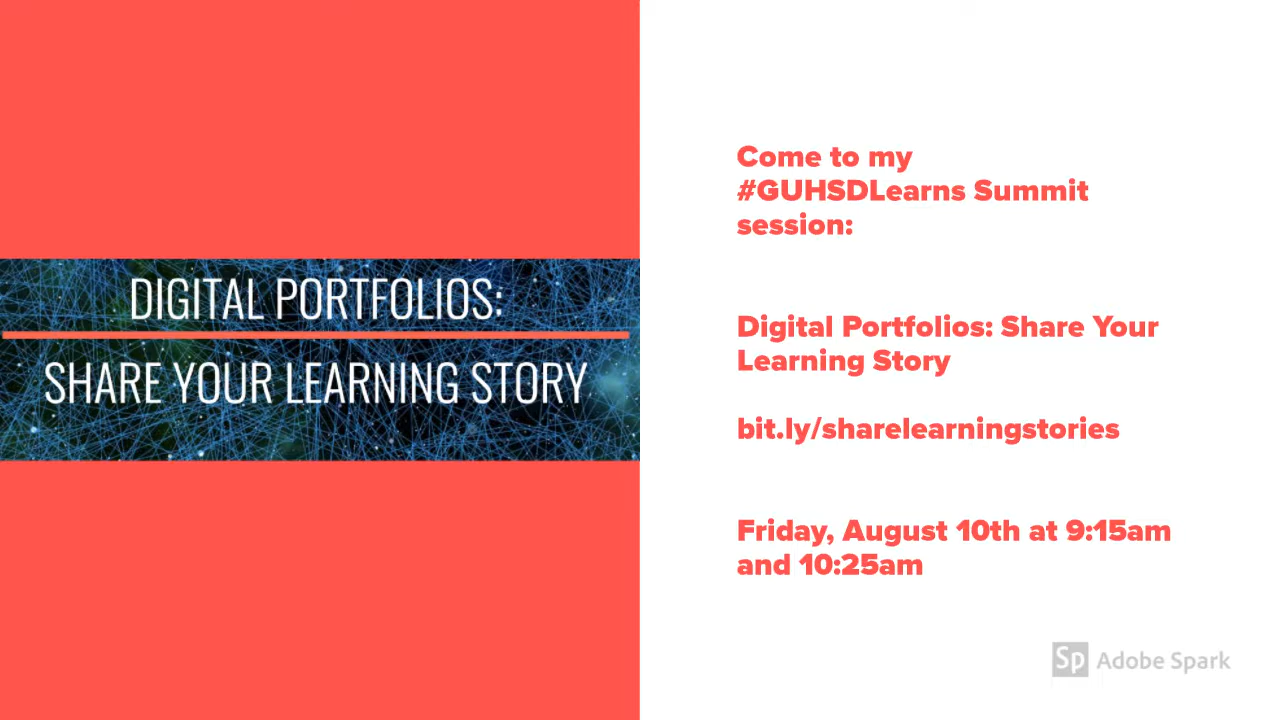 DIGITAL PORTFOLIOS:
SHARE YOUR LEARNING STORY
Come to my
#GUHSDLearns Summit
session:
Digital Portfolios: Share Your
Learning Story
bit.ly/sharelearningstories
Friday, August 10th at 9:15am
and 10:25am
Sp Adobe Spark